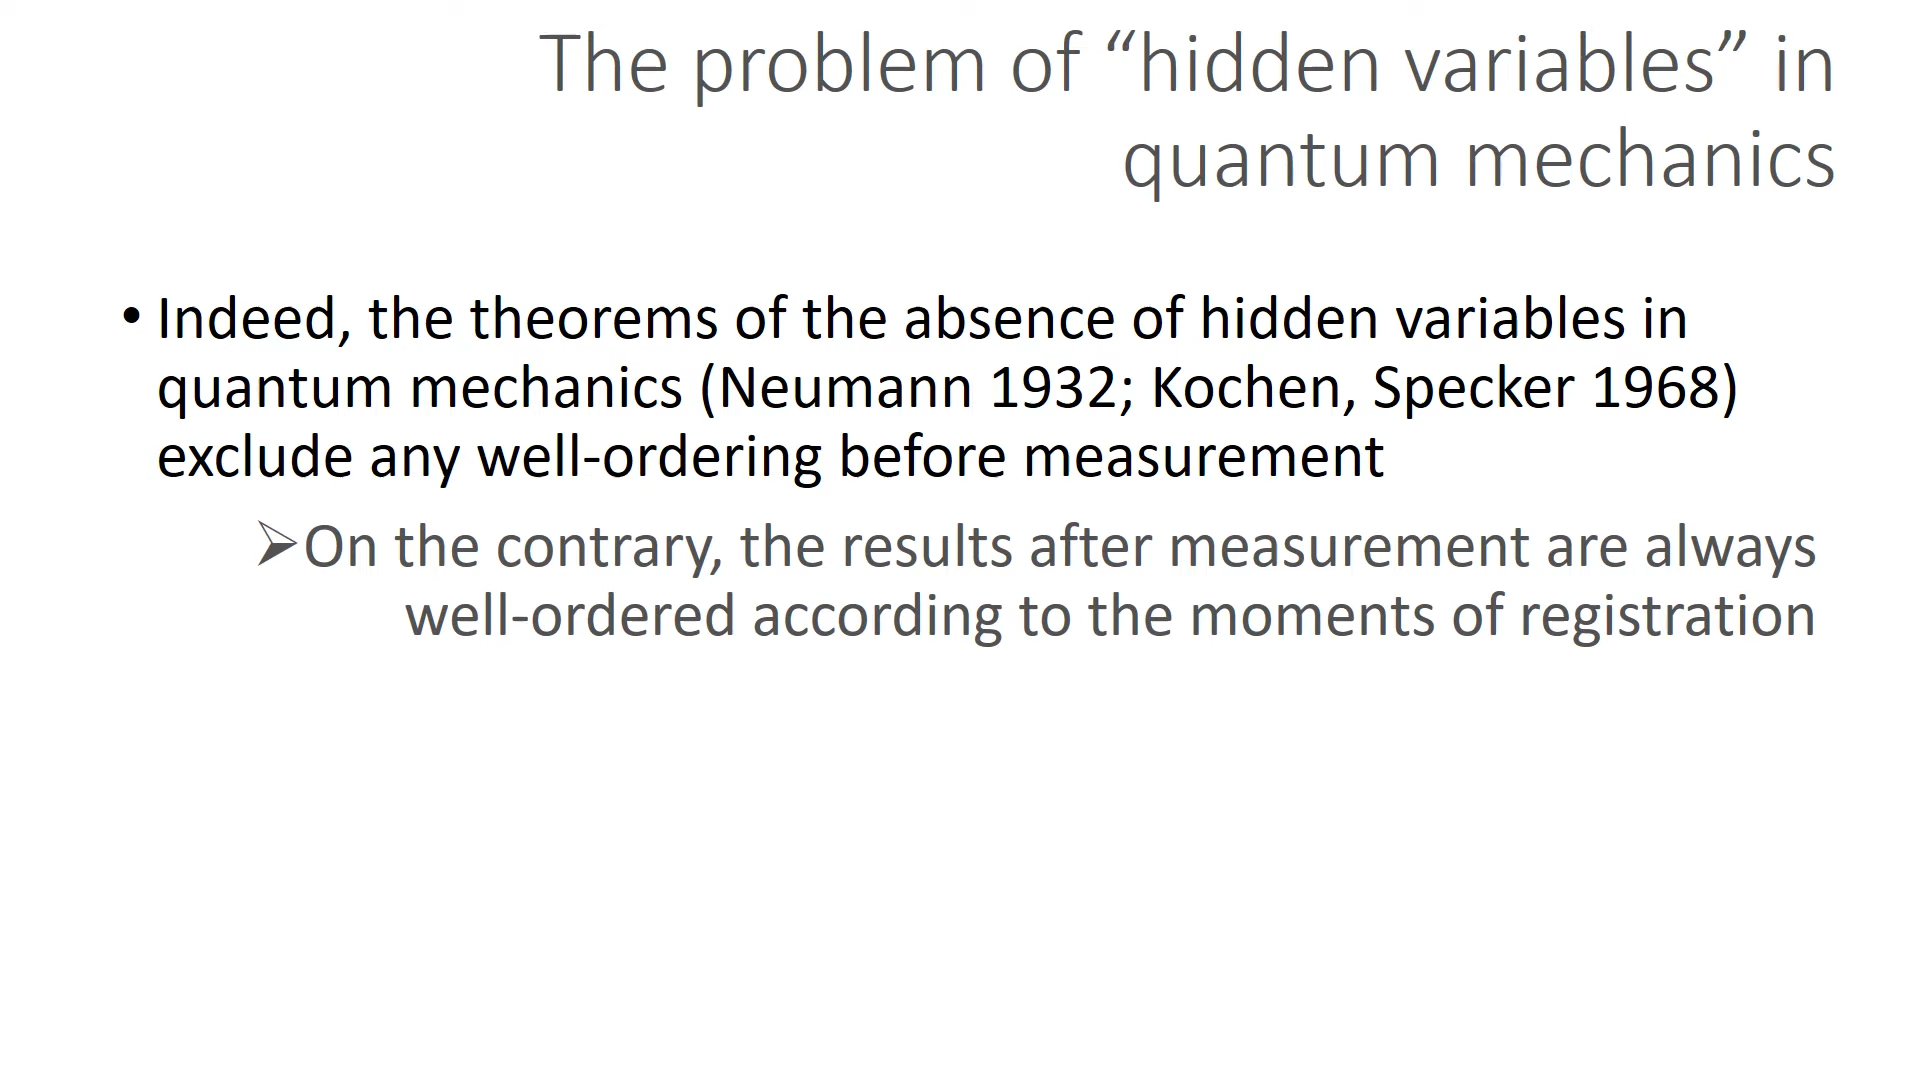 The problem of “hidden variables” in
quantum mechanics
• Indeed, the theorems of the absence of hidden variables in
quantum mechanics (Neumann 1932; Kochen, Specker 1968)
exclude any well-ordering before measurement
➢On the contrary, the results after measurement are always
well-ordered according to the moments of registration